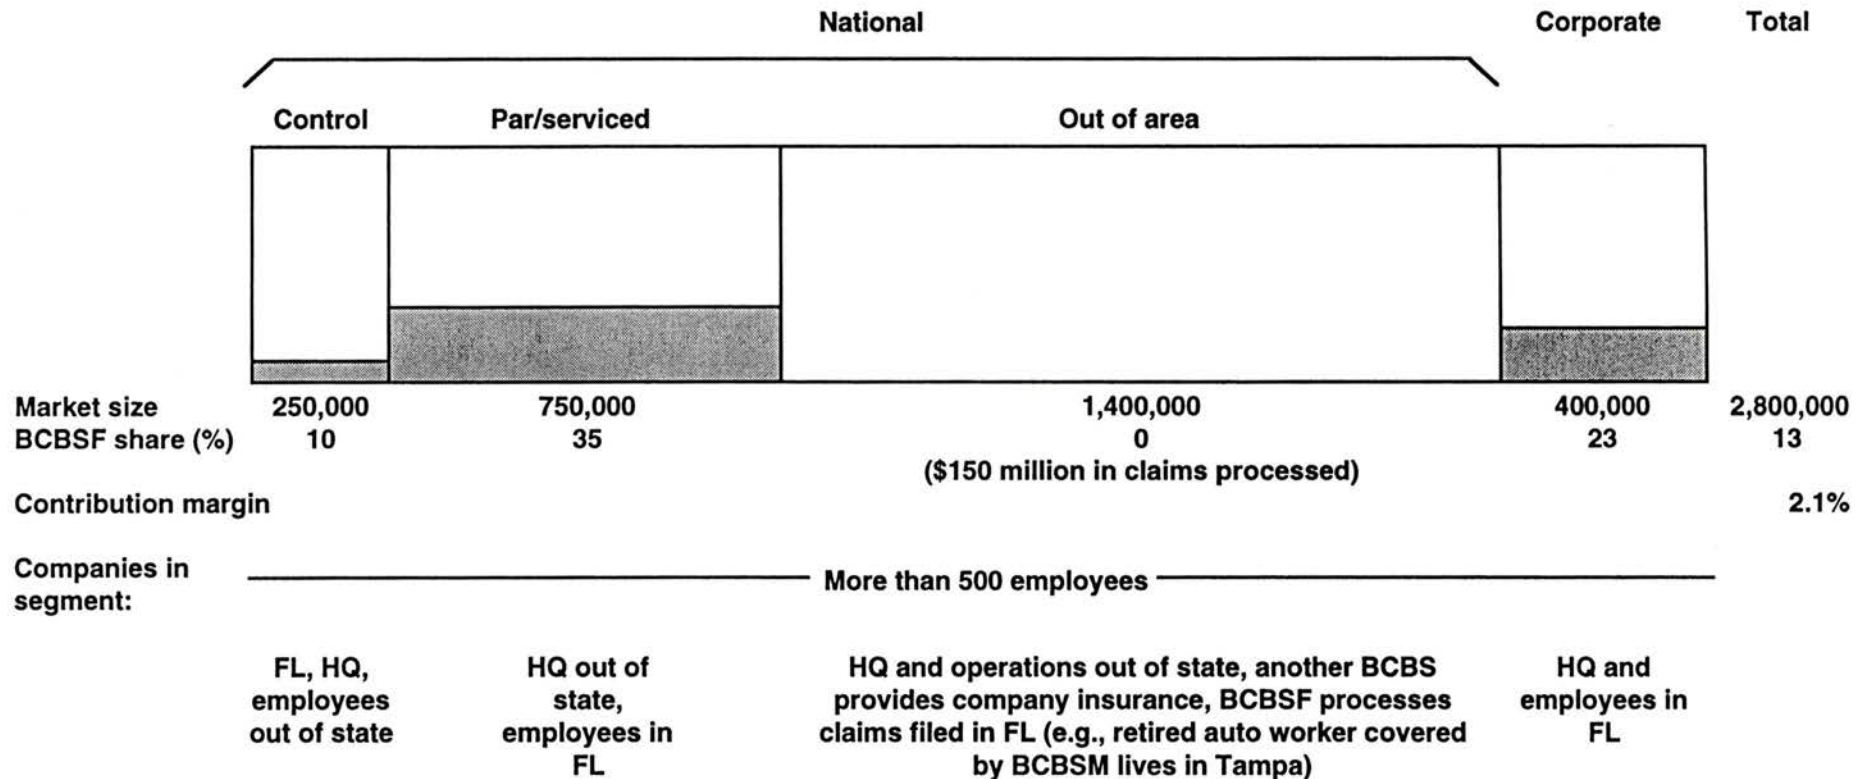 National Corporate Total
Control Par/serviced Out of area
Market size 250,000 750,000 1,400,000 400,000 2,800,000
BCBSF share (%) 10 35 0 23 13
($150 million in claims processed)
Contribution margin 2.1%
Companies in
segment:
More than 500 employees
FL, HQ,
employees
out of state
HQ out of
state,
employees in
FL
HQ and operations out of state, another BCBS
provides company insurance, BCBSF processes
claims filed in FL (e.g., retired auto worker covered
by BCBSM lives in Tampa)
HQ and
employees in
FL